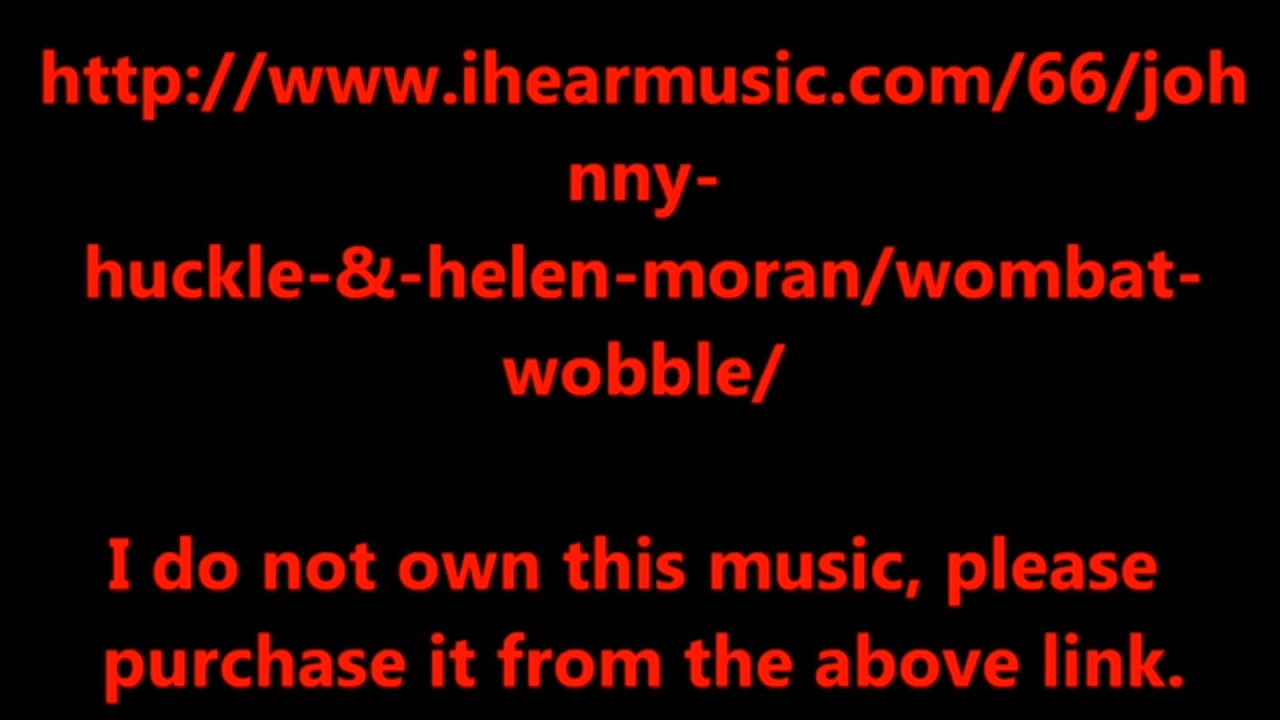 http://www.ihearmusic.com/66/joh
nny-
huckle-&-helen-moran/wombat-
wobble/
I do not own this music, please
purchase it from the above link.